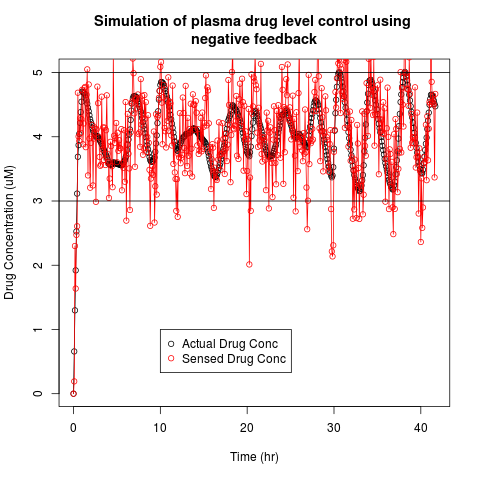 Simulation of plasma drug level control using
negative feedback
Drug Concentration (uM)
5
4
3
2
1
0
Actual Drug Conc
Sensed Drug Conc
0 10 20 30 40
Time (hr)